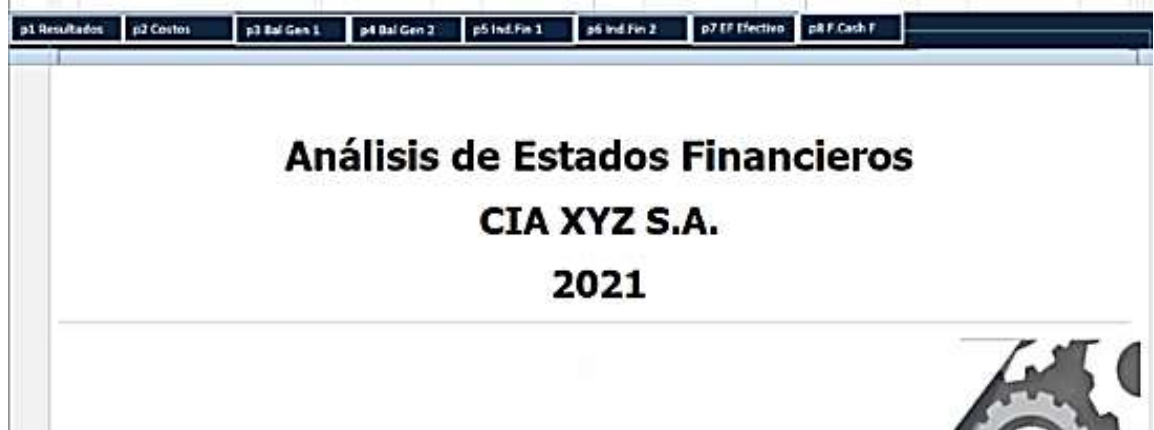 p1 Resultados p2 Costos p3 Bal Gen 1 p4 Bal Gen 2 p5 Ind.Fin 1 p6 Ind.Fin 2 p7 EF Efectivo p8 F.Cash F
Análisis de Estados Financieros
CIA XYZ S.A.
2021